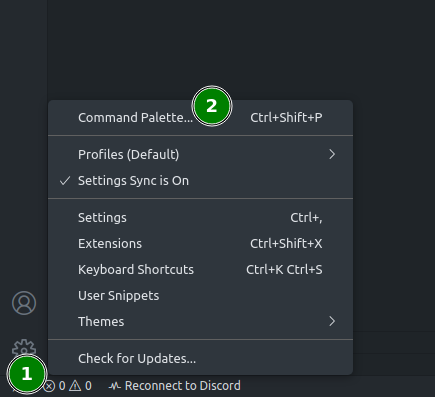 2
Command Palette... Ctrl+Shift+P
Profiles (Default)
Settings Sync is On
Settings Ctrl+,
Extensions Ctrl+Shift+X
Keyboard Shortcuts Ctrl+K Ctrl+S
User Snippets
Themes
Check for Updates...
1
0 0 Reconnect to Discord